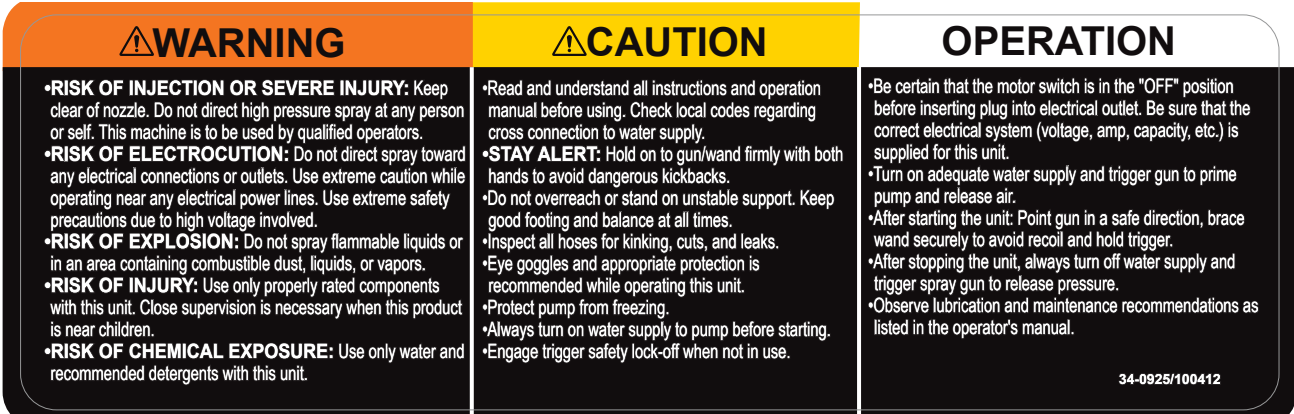 ⚠WARNING
•RISK OF INJECTION OR SEVERE INJURY: Keep
clear of nozzle. Do not direct high pressure spray at any person
or self. This machine is to be used by qualified operators.
•RISK OF ELECTROCUTION: Do not direct spray toward
any electrical connections or outlets. Use extreme caution while
operating near any electrical power lines. Use extreme safety
precautions due to high voltage involved.
•RISK OF EXPLOSION: Do not spray flammable liquids or
in an area containing combustible dust, liquids, or vapors.
•RISK OF INJURY: Use only properly rated components
with this unit. Close supervision is necessary when this product
is near children.
•RISK OF CHEMICAL EXPOSURE: Use only water and
recommended detergents with this unit.
⚠CAUTION
•Read and understand all instructions and operation
manual before using. Check local codes regarding
cross connection to water supply.
•STAY ALERT: Hold on to gun/wand firmly with both
hands to avoid dangerous kickbacks.
•Do not overreach or stand on unstable support. Keep
good footing and balance at all times.
•Inspect all hoses for kinking, cuts, and leaks.
•Eye goggles and appropriate protection is
recommended while operating this unit.
•Protect pump from freezing.
•Always turn on water supply to pump before starting.
•Engage trigger safety lock-off when not in use.
OPERATION
•Be certain that the motor switch is in the "OFF" position
before inserting plug into electrical outlet. Be sure that the
correct electrical system (voltage, amp, capacity, etc.) is
supplied for this unit.
•Turn on adequate water supply and trigger gun to prime
pump and release air.
•After starting the unit: Point gun in a safe direction, brace
wand securely to avoid recoil and hold trigger.
•After stopping the unit, always turn off water supply and
trigger spray gun to release pressure.
•Observe lubrication and maintenance recommendations as
listed in the operator's manual.
34-0925/100412